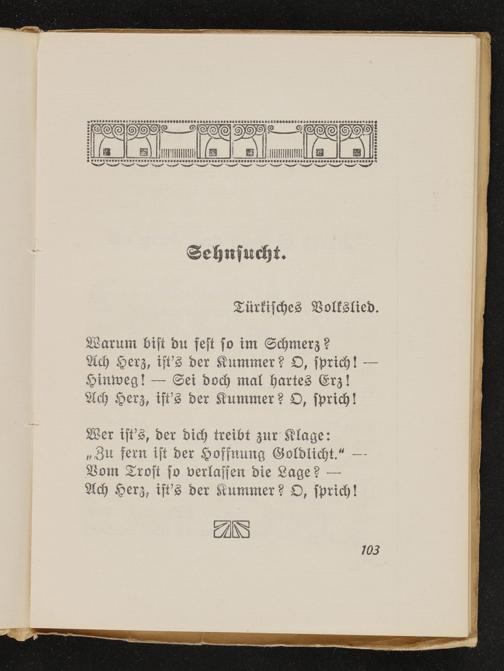 Sehnsucht.
Türkisches Volkslied.
Warum bist du fest so im Schmerz?
Ach Herz, ist's der Kummer? O, sprich! —
Hinweg! — Sei doch mal hartes Erz!
Ach Herz, ist's der Kummer? O, sprich!
Wer ist's, der dich treibt zur Klage:
„Zu fern ist der Hoffnung Goldlicht.“ —
Vom Trost so verlassen die Lage? —
Ach Herz, ist's der Kummer? O, sprich!
103